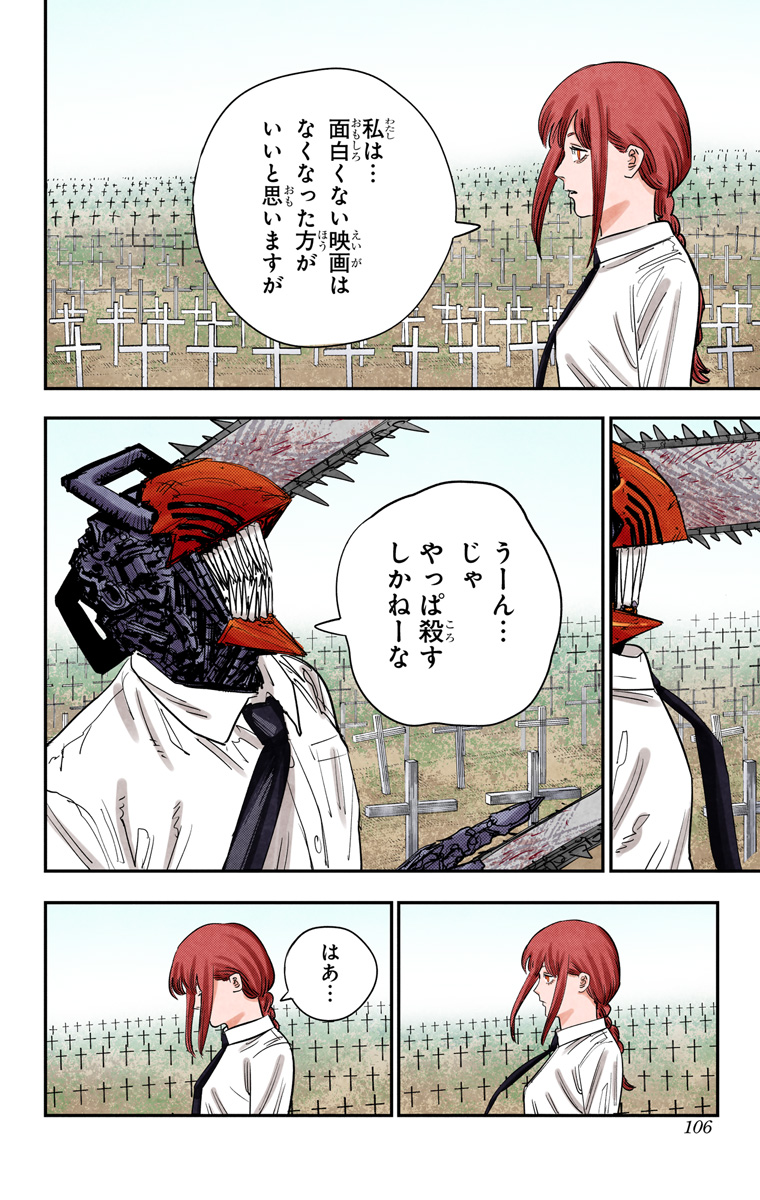 私は…
面白くない映画は
なくなった方が
いいと思いますが
うーん…
じゃ
やっぱ殺す
しかねーな
はあ…
106